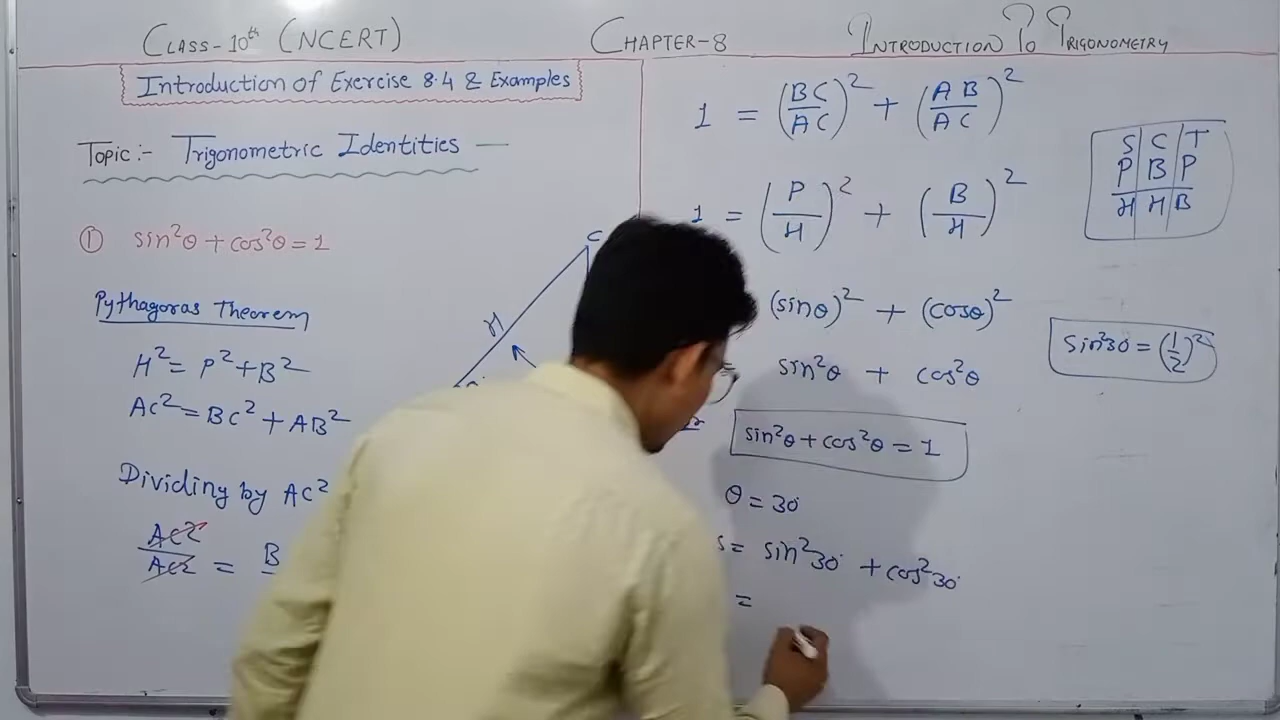 CLASS-10th (NCERT) CHAPTER-8 INTRODUCTION TO TRIGONOMETRY
Introduction of Exercise 8.4 & Examples
Topic :- Trigonometric Identities —
① sin²θ + cos²θ = 1
Pythagoras Theorem
H² = P² + B²
AC² = BC² + AB²
Dividing by AC²
AC²/AC² = B
C
H
1 = (BC/AC)² + (AB/AC)²
1 = (P/H)² + (B/H)²
(sinθ)² + (cosθ)²
= sin²θ + cos²θ
sin²θ + cos²θ = 1
θ = 30°
S = sin²30° + cos²30°
=
S C T
P B P
H H B
Sin²30 = (1/2)²